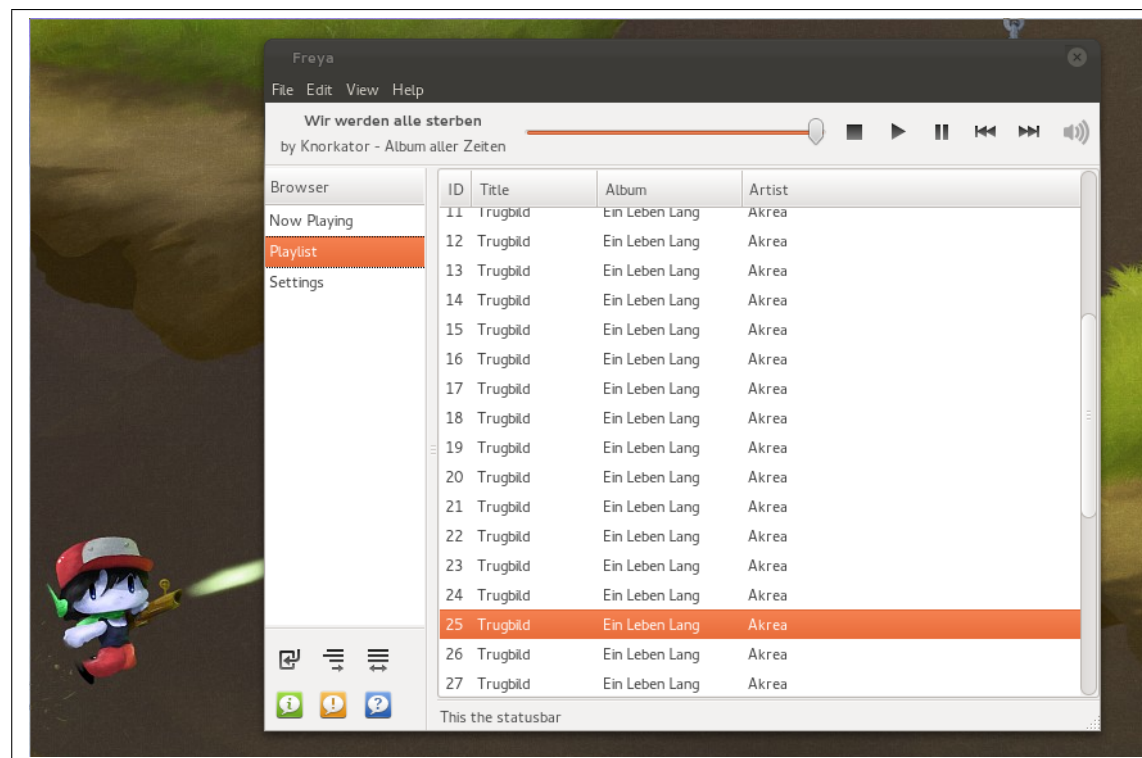 Freya
File Edit View Help
Wir werden alle sterben
by Knorkator - Album aller Zeiten
Browser
Now Playing
Playlist
Settings
ID Title Album Artist
11 Trugbild Ein Leben Lang Akrea
12 Trugbild Ein Leben Lang Akrea
13 Trugbild Ein Leben Lang Akrea
14 Trugbild Ein Leben Lang Akrea
15 Trugbild Ein Leben Lang Akrea
16 Trugbild Ein Leben Lang Akrea
17 Trugbild Ein Leben Lang Akrea
18 Trugbild Ein Leben Lang Akrea
19 Trugbild Ein Leben Lang Akrea
20 Trugbild Ein Leben Lang Akrea
21 Trugbild Ein Leben Lang Akrea
22 Trugbild Ein Leben Lang Akrea
23 Trugbild Ein Leben Lang Akrea
24 Trugbild Ein Leben Lang Akrea
25 Trugbild Ein Leben Lang Akrea
26 Trugbild Ein Leben Lang Akrea
27 Trugbild Ein Leben Lang Akrea
This the statusbar